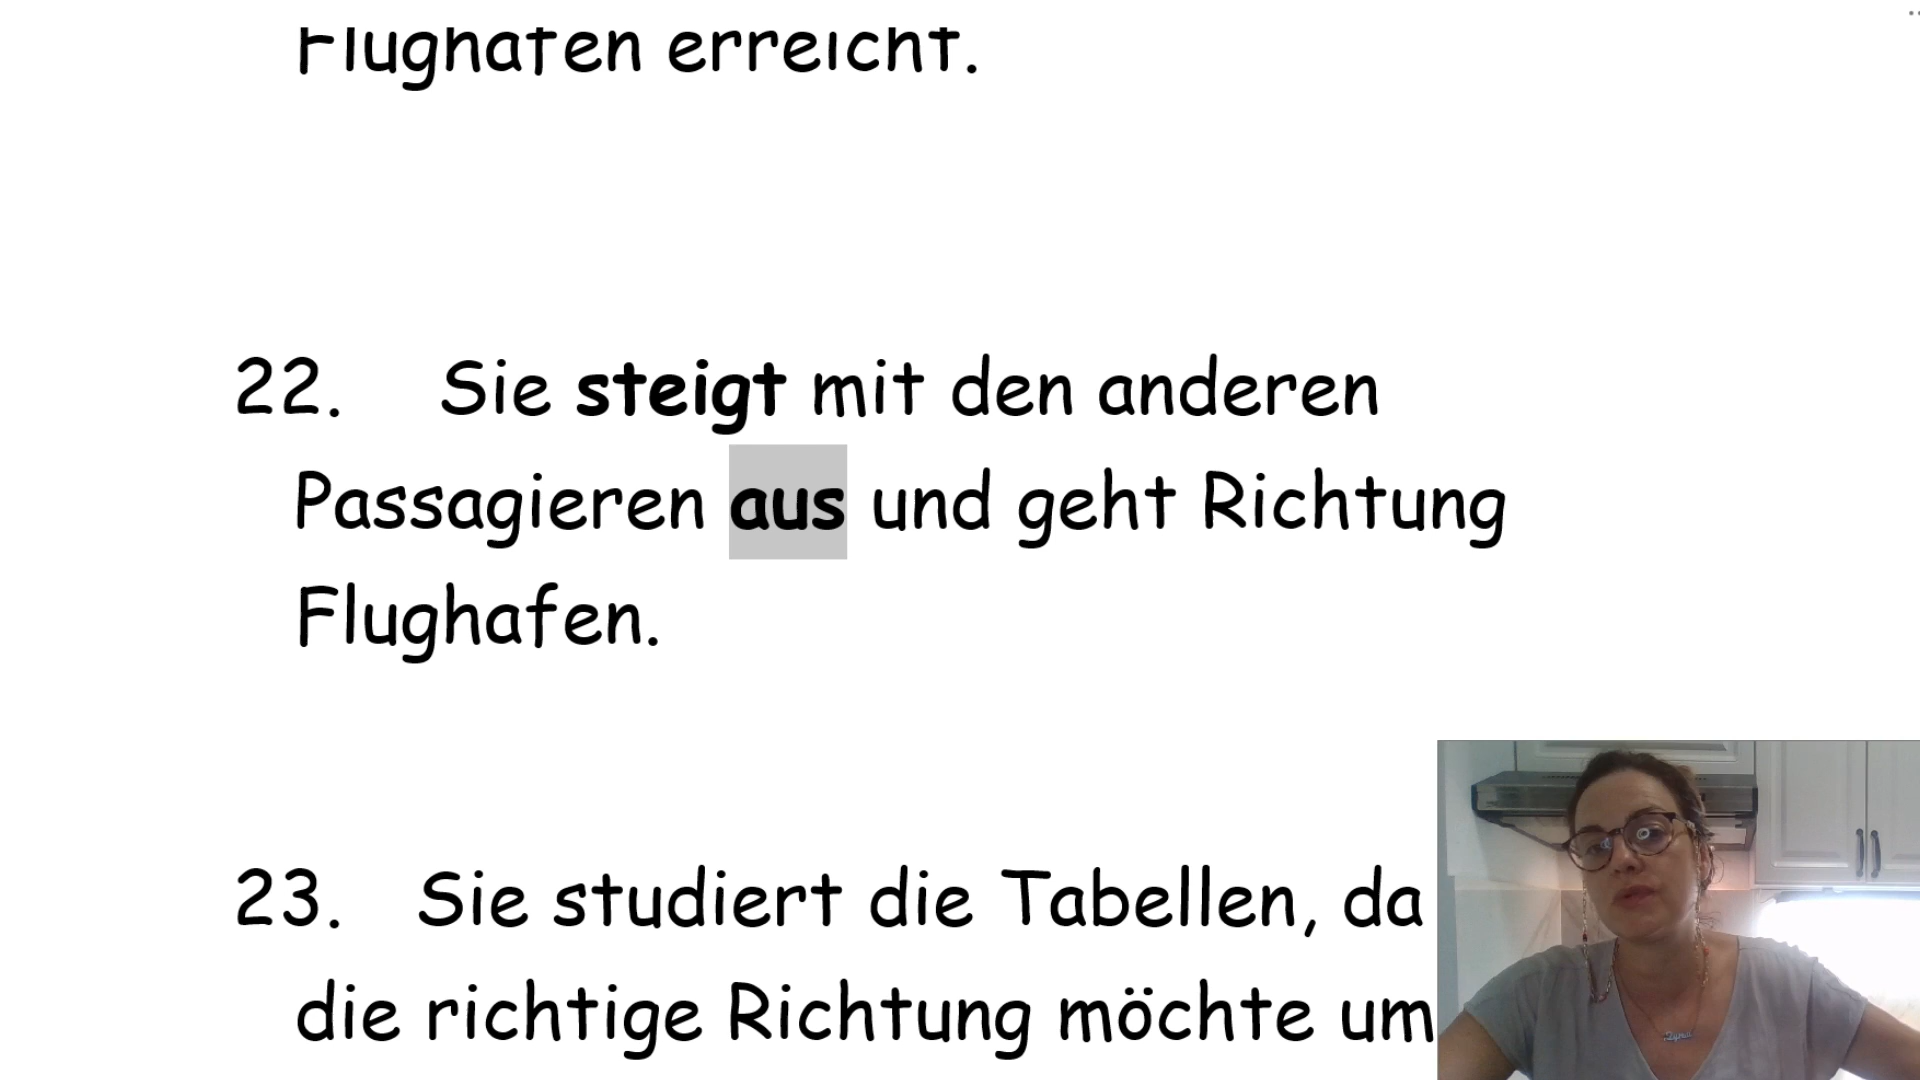 Flughafen erreicht.
22. Sie steigt mit den anderen
Passagieren aus und geht Richtung
Flughafen.
23. Sie studiert die Tabellen, da
die richtige Richtung möchte um